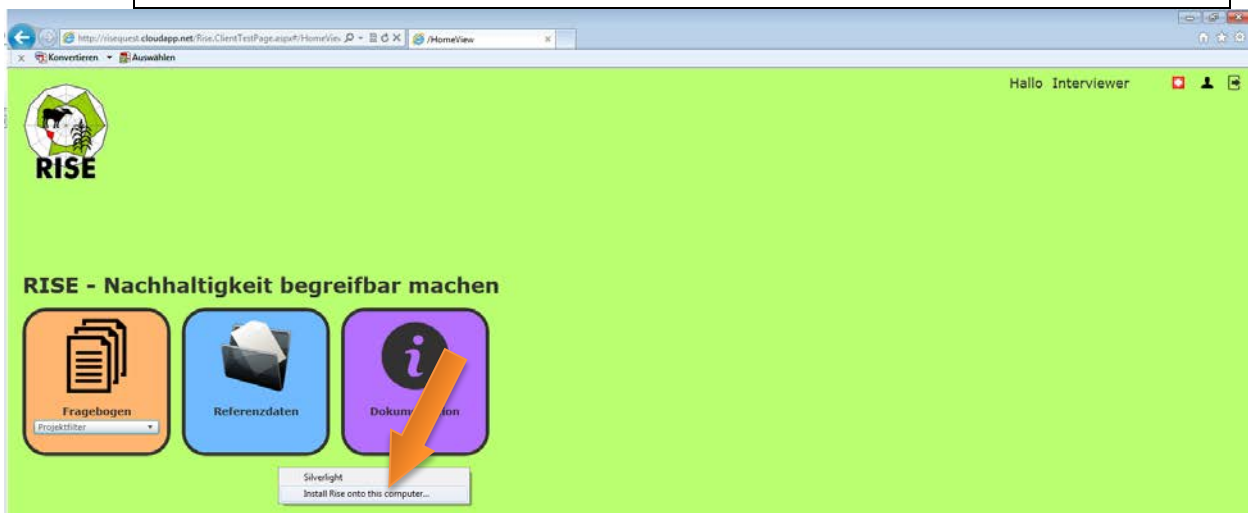 http://risequest.cloudapp.net/Rise.ClientTestPage.aspx#/HomeView
/HomeView
x Konvertieren Auswählen
Hallo Interviewer
RISE
RISE - Nachhaltigkeit begreifbar machen
Fragebogen
Projektfilter
Referenzdaten
Silverlight
Install Rise onto this computer...